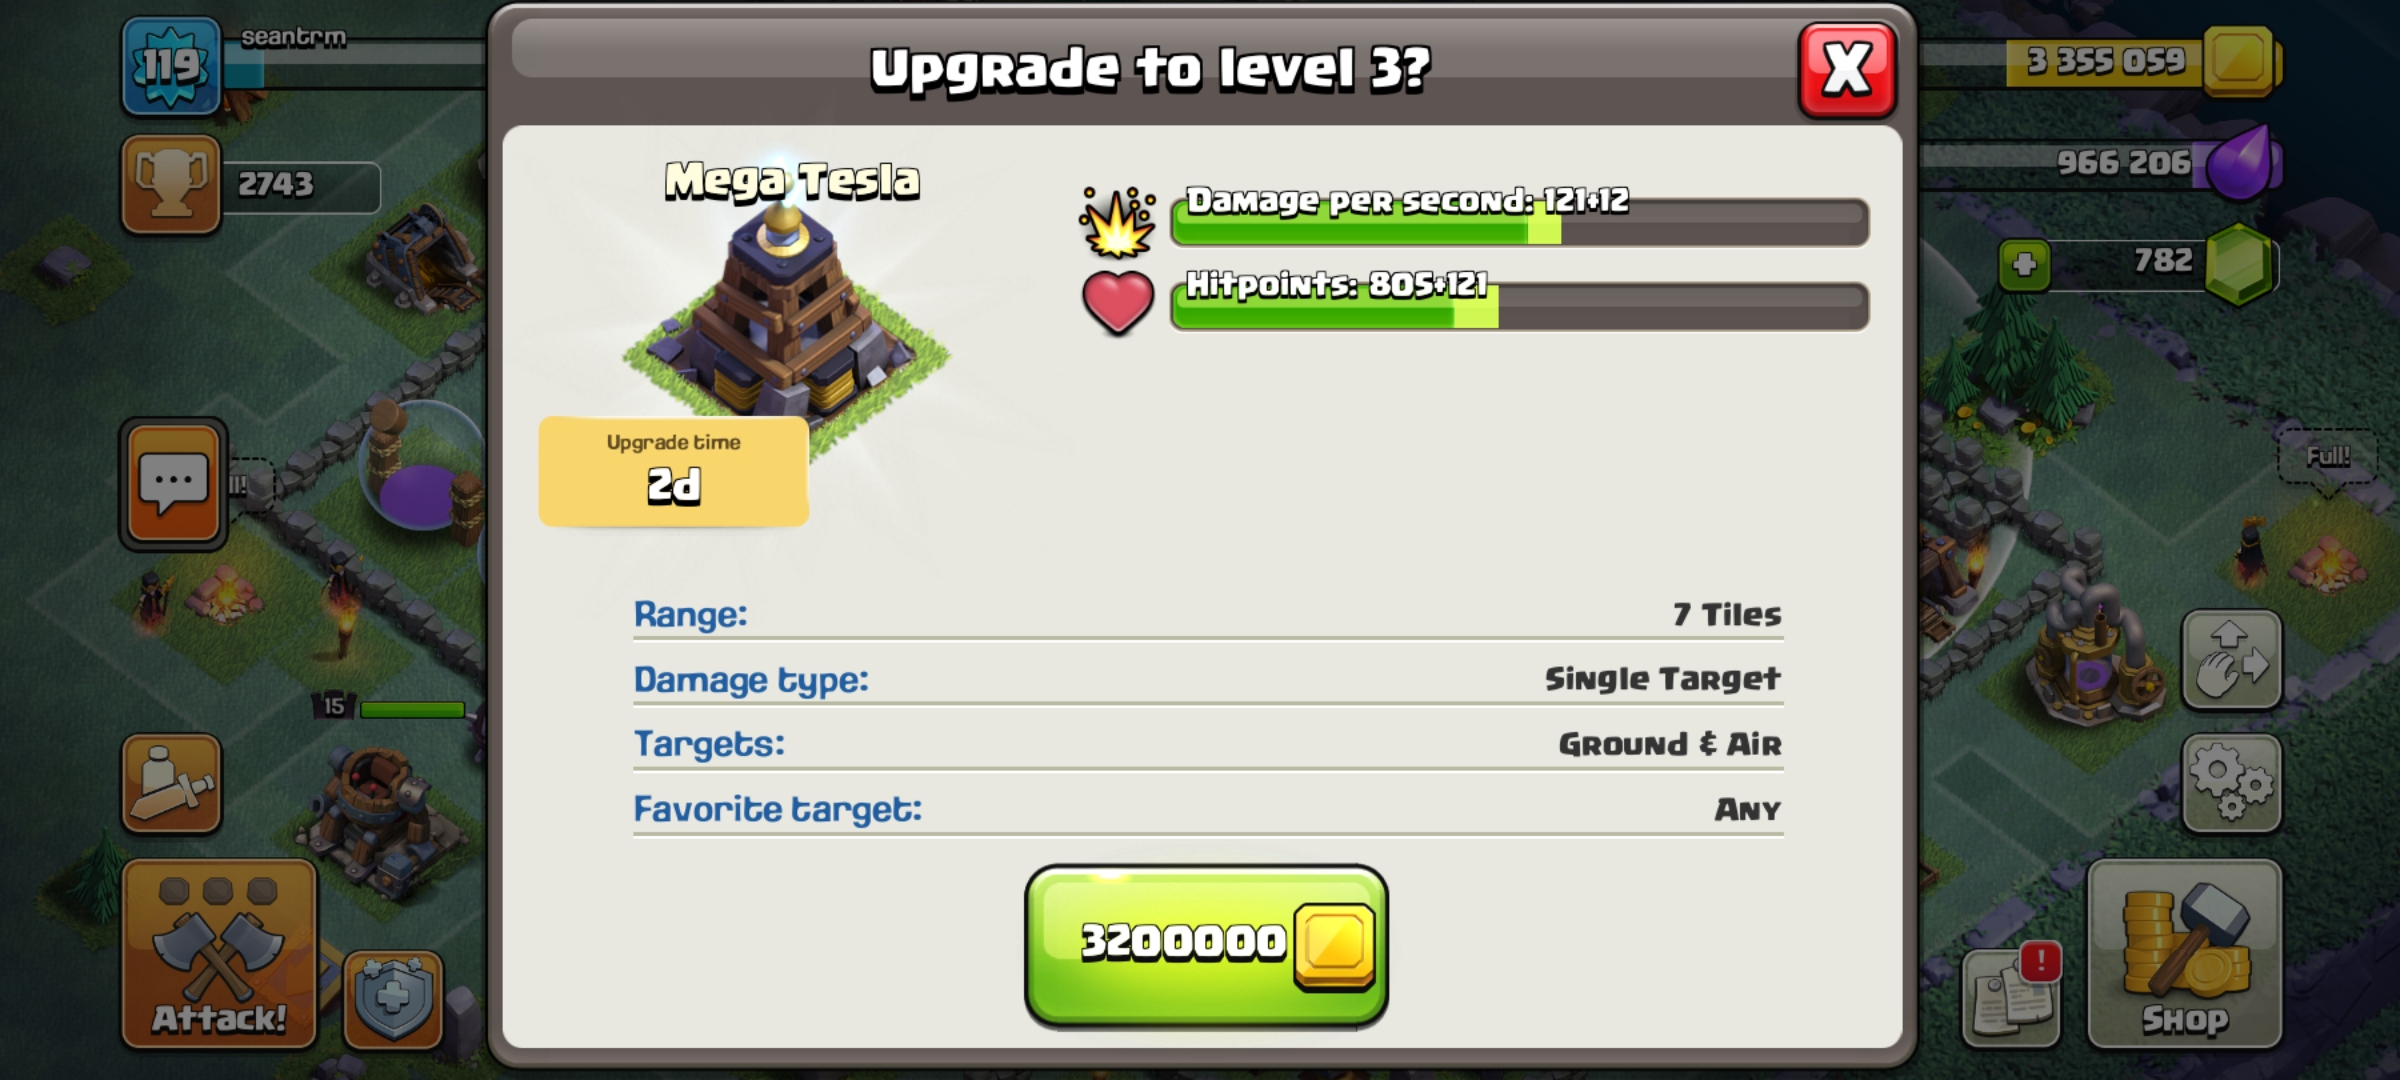 119
seantrm
2743
Upgrade to level 3?
X
3 355 059
966 206
782
Mega Tesla
Damage per second: 121+12
Hitpoints: 805+121
Upgrade time
2d
Full!
Range: 7 Tiles
Damage type: Single Target
Targets: Ground & Air
Favorite target: Any
15
3200000
Attack!
!
Shop